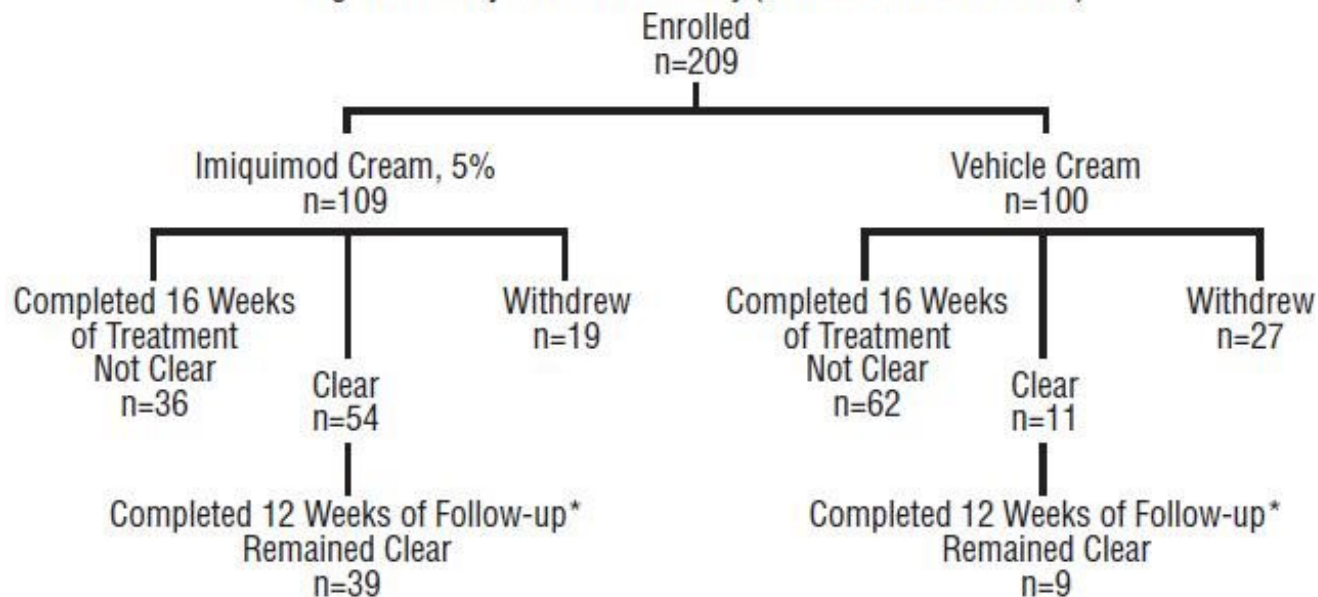 Enrolled
n=209
Imiquimod Cream, 5%
n=109
Vehicle Cream
n=100
Completed 16 Weeks
of Treatment
Not Clear
n=36
Clear
n=54
Withdrew
n=19
Completed 16 Weeks
of Treatment
Not Clear
n=62
Clear
n=11
Withdrew
n=27
Completed 12 Weeks of Follow-up*
Remained Clear
n=39
Completed 12 Weeks of Follow-up*
Remained Clear
n=9